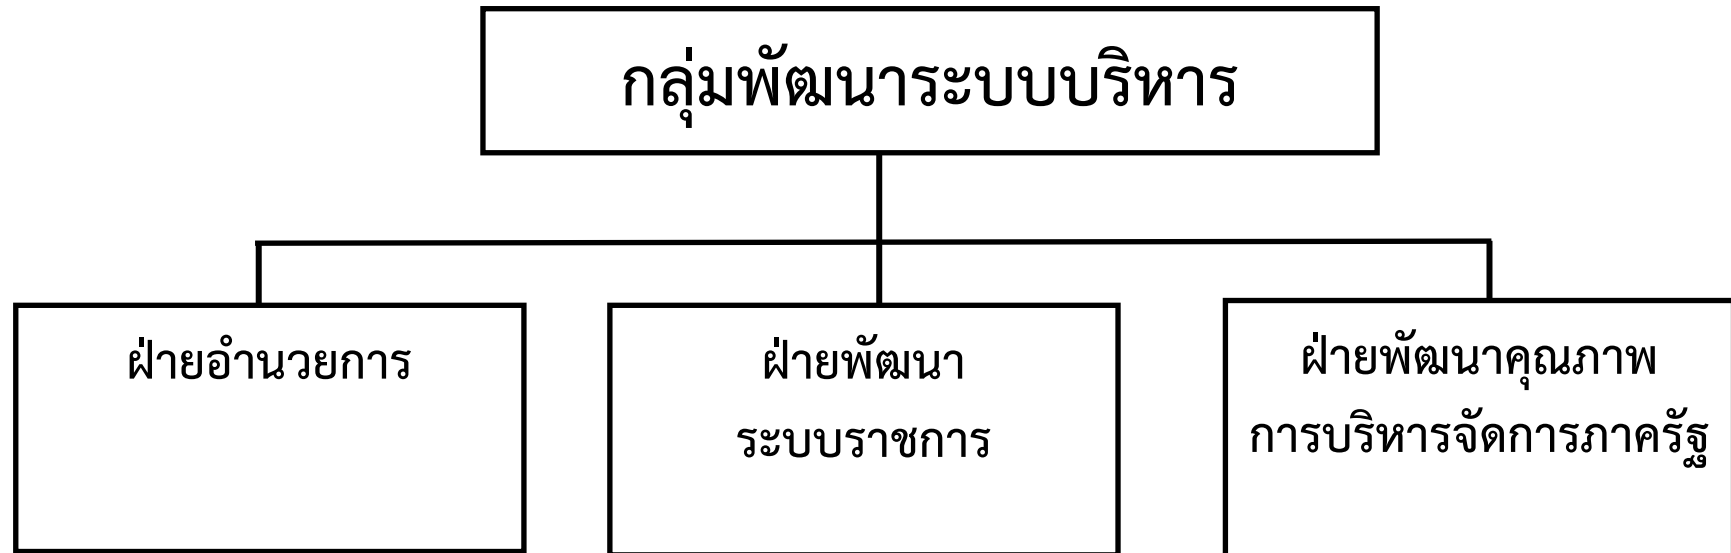 กลุ่มพัฒนาระบบบริหาร
ฝ่ายอำนวยการ
ฝ่ายพัฒนา
ระบบราชการ
ฝ่ายพัฒนาคุณภาพ
การบริหารจัดการภาครัฐ